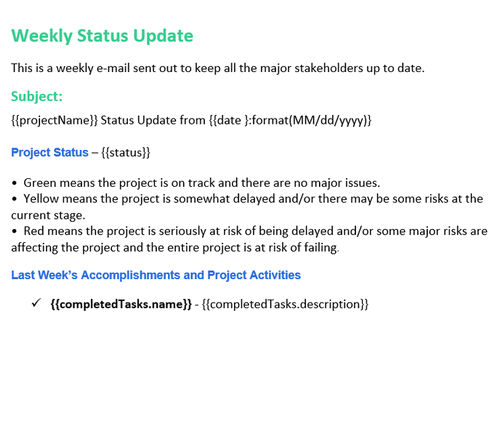 Weekly Status Update
This is a weekly e-mail sent out to keep all the major stakeholders up to date.
Subject:
{{projectName}} Status Update from {{date }:format(MM/dd/yyyy)}
Project Status – {{status}}
• Green means the project is on track and there are no major issues.
• Yellow means the project is somewhat delayed and/or there may be some risks at the
current stage.
• Red means the project is seriously at risk of being delayed and/or some major risks are
affecting the project and the entire project is at risk of failing.
Last Week's Accomplishments and Project Activities
✓ {{completedTasks.name}} - {{completedTasks.description}}